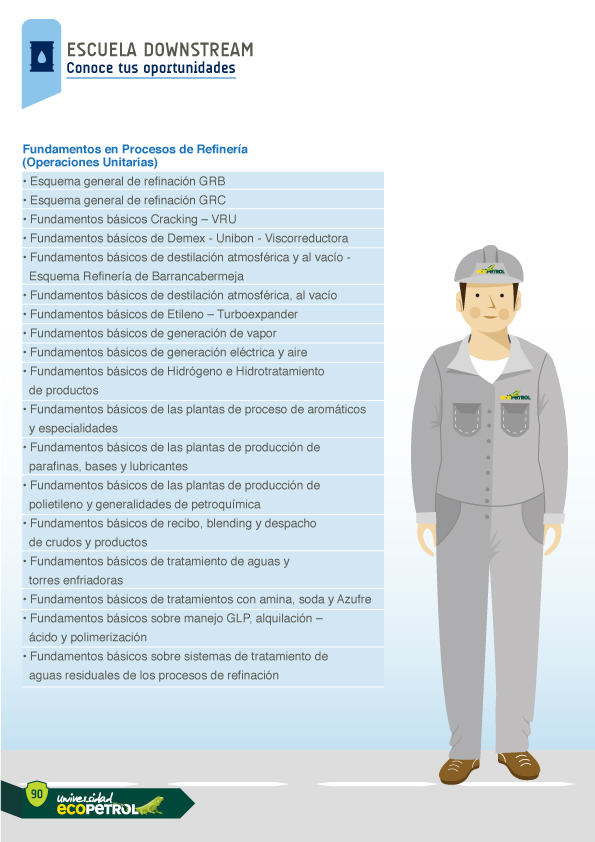 ESCUELA DOWNSTREAM
Conoce tus oportunidades
Fundamentos en Procesos de Refinería
(Operaciones Unitarias)
• Esquema general de refinación GRB
• Esquema general de refinación GRC
• Fundamentos básicos Cracking – VRU
• Fundamentos básicos de Demex - Unibon - Viscorreductora
• Fundamentos básicos de destilación atmosférica y al vacío -
Esquema Refinería de Barrancabermeja
• Fundamentos básicos de destilación atmosférica, al vacío
• Fundamentos básicos de Etileno – Turboexpander
• Fundamentos básicos de generación de vapor
• Fundamentos básicos de generación eléctrica y aire
• Fundamentos básicos de Hidrógeno e Hidrotratamiento
de productos
• Fundamentos básicos de las plantas de proceso de aromáticos
y especialidades
• Fundamentos básicos de las plantas de producción de
parafinas, bases y lubricantes
• Fundamentos básicos de las plantas de producción de
polietileno y generalidades de petroquímica
• Fundamentos básicos de recibo, blending y despacho
de crudos y productos
• Fundamentos básicos de tratamiento de aguas y
torres enfriadoras
• Fundamentos básicos de tratamientos con amina, soda y Azufre
• Fundamentos básicos sobre manejo GLP, alquilación –
ácido y polimerización
• Fundamentos básicos sobre sistemas de tratamiento de
aguas residuales de los procesos de refinación
ECOPETROL
ECOPETROL
90
universidad
ECOPETROL